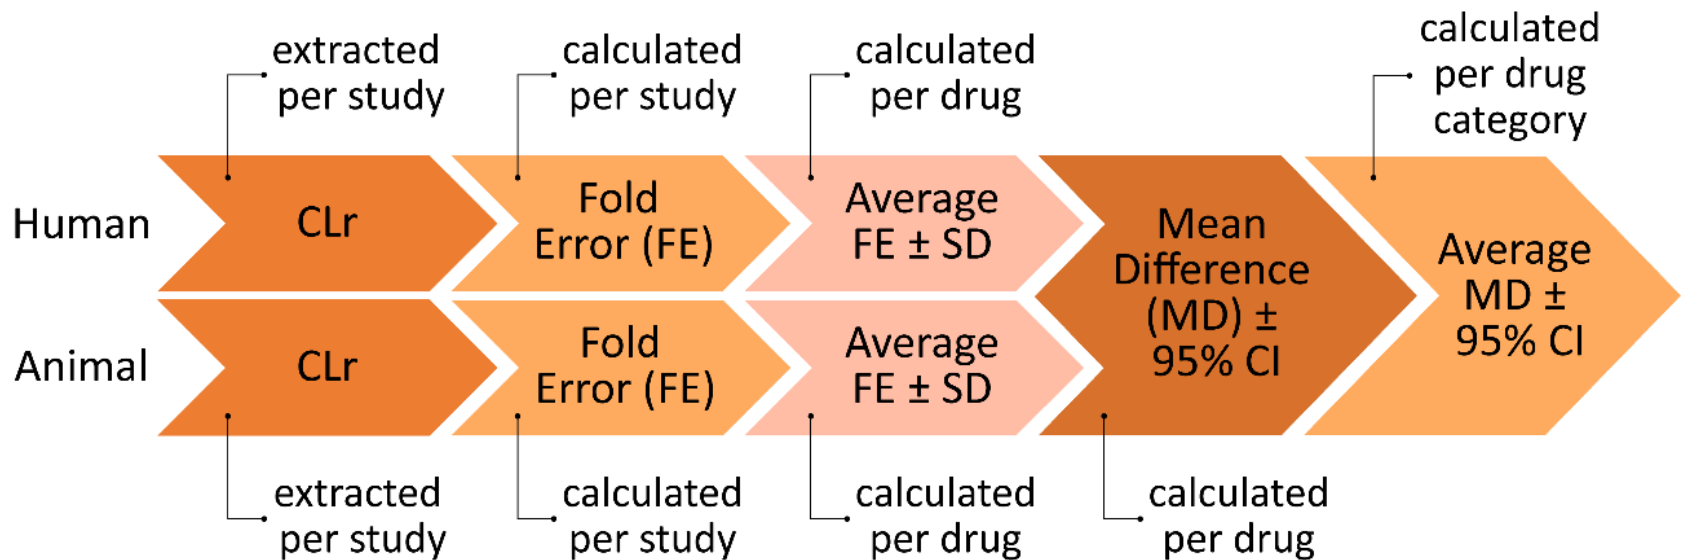 extracted
per study
calculated
per study
calculated
per drug
calculated
per drug
category
Human
CLr
Fold
Error (FE)
Average
FE ± SD
Mean
Difference
(MD) ±
95% CI
Average
MD ±
95% CI
Animal
CLr
Fold
Error (FE)
Average
FE ± SD
extracted
per study
calculated
per study
calculated
per drug
calculated
per drug